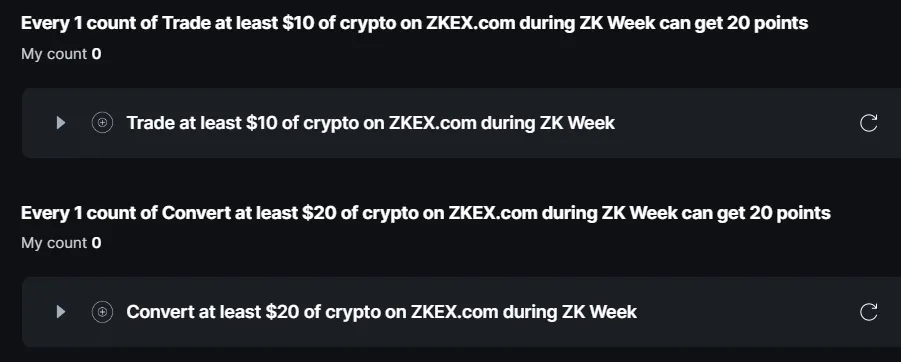 Every 1 count of Trade at least $10 of crypto on ZKEX.com during ZK Week can get 20 points
My count 0
Trade at least $10 of crypto on ZKEX.com during ZK Week
Every 1 count of Convert at least $20 of crypto on ZKEX.com during ZK Week can get 20 points
My count 0
Convert at least $20 of crypto on ZKEX.com during ZK Week